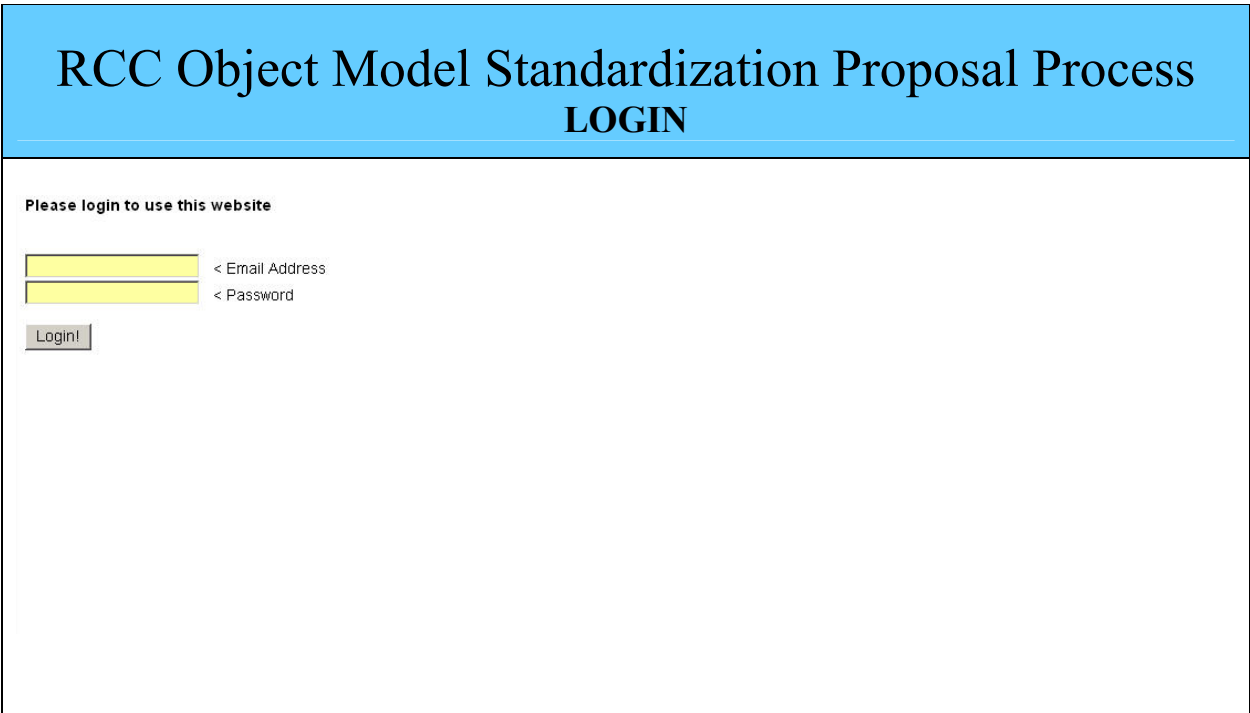 RCC Object Model Standardization Proposal Process
LOGIN
Please login to use this website
< Email Address
< Password
Login!